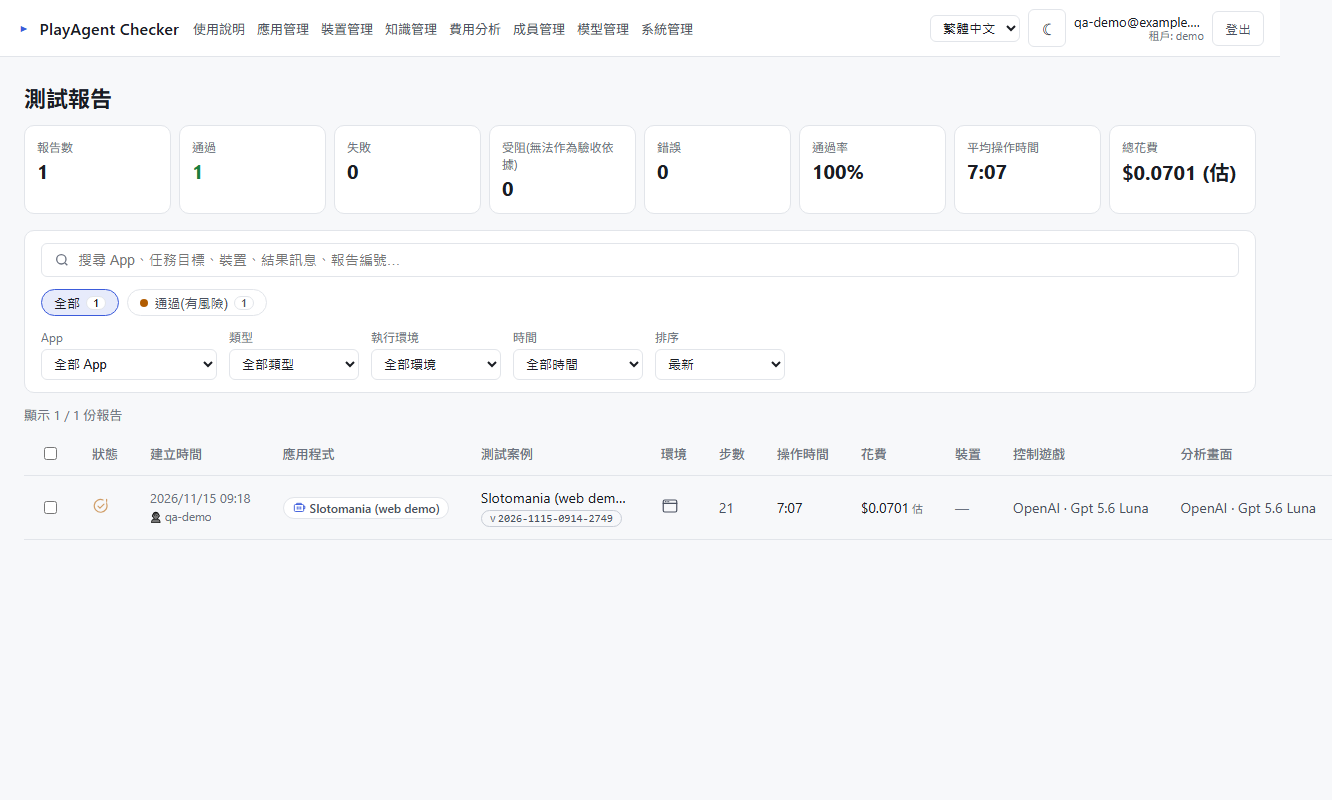 PlayAgent Checker 使用說明 應用管理 裝置管理 知識管理 費用分析 成員管理 模型管理 系統管理 繁體中文 qa-demo@example.... 登出
租戶: demo
測試報告
報告數
1
通過
1
失敗
0
受阻(無法作為驗收依
據)
0
錯誤
0
通過率
100%
平均操作時間
7:07
總花費
$0.0701 (估)
搜尋 App、任務目標、裝置、結果訊息、報告編號...
全部 1 通過(有風險) 1
App 類型 執行環境 時間 排序
全部 App 全部類型 全部環境 全部時間 最新
顯示 1 / 1 份報告
狀態 建立時間 應用程式 測試案例 環境 步數 操作時間 花費 裝置 控制遊戲 分析畫面
2026/11/15 09:18
qa-demo
Slotomania (web demo)
Slotomania (web dem...
v 2026-1115-0914-2749
21 7:07 $0.0701 估 — OpenAI · Gpt 5.6 Luna OpenAI · Gpt 5.6 Luna